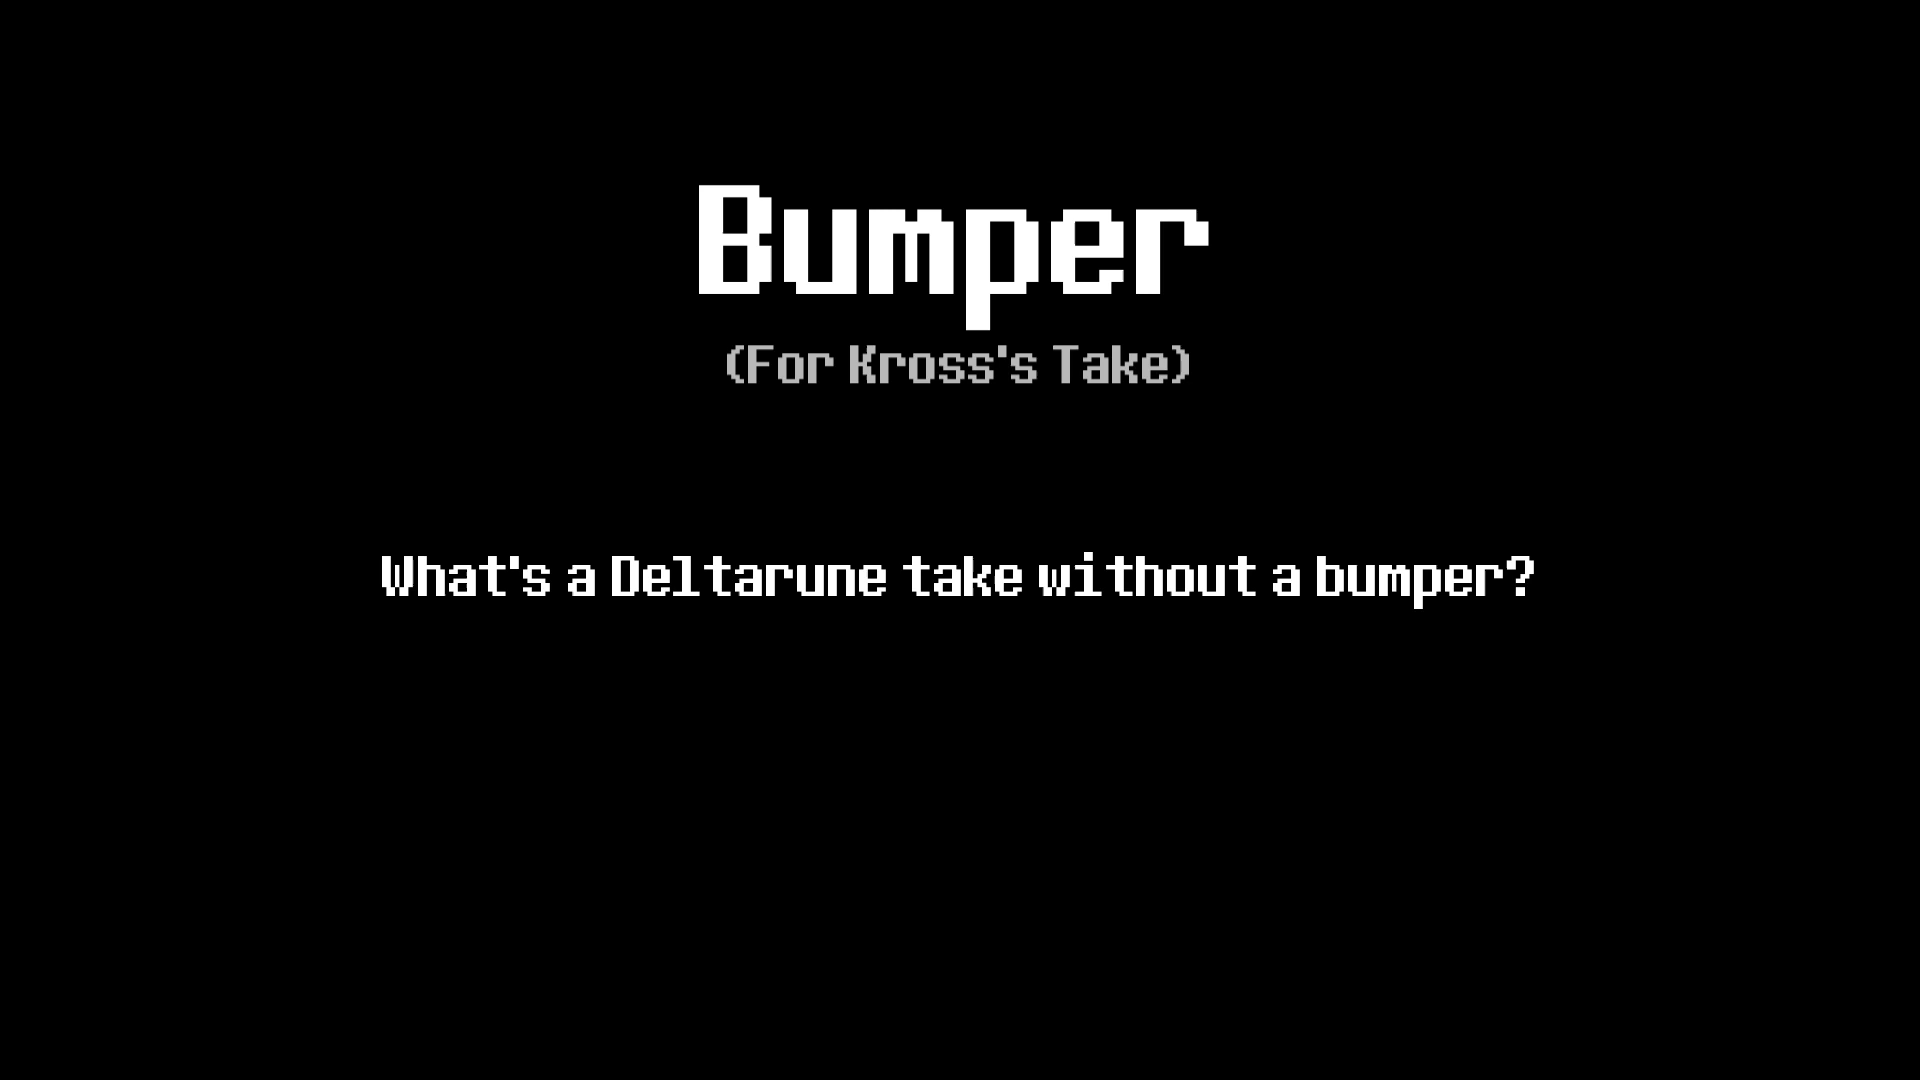 Bumper
(For Kross's Take)
What's a Deltarune take without a bumper?